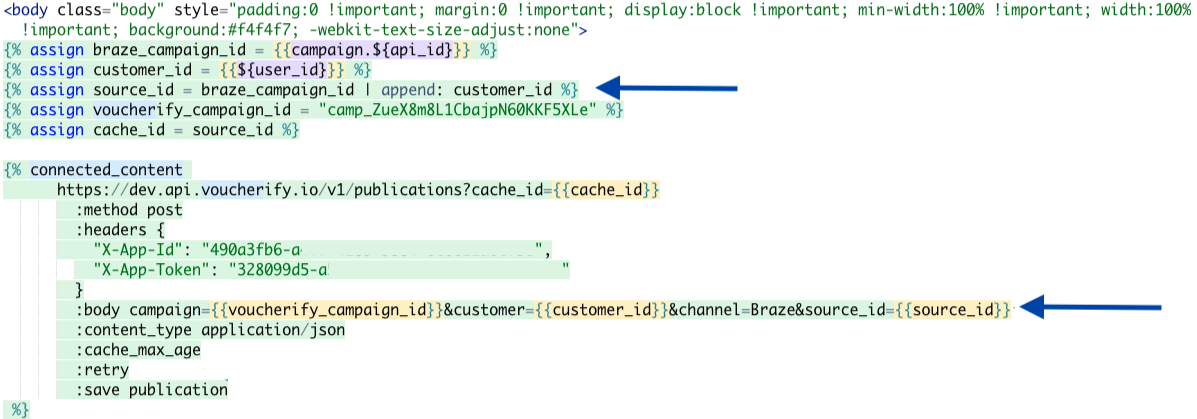 <body class="body" style="padding:0 !important; margin:0 !important; display:block !important; min-width:100% !important; width:100%
!important; background:#f4f4f7; -webkit-text-size-adjust:none">
{% assign braze_campaign_id = {{campaign.${api_id}}} %}
{% assign customer_id = {{${user_id}}} %}
{% assign source_id = braze_campaign_id | append: customer_id %}
{% assign voucherify_campaign_id = "camp_ZueX8m8L1CbajpN60KKF5XLe" %}
{% assign cache_id = source_id %}
{% connected_content
https://dev.api.voucherify.io/v1/publications?cache_id={{cache_id}}
:method post
:headers {
"X-App-Id": "490a3fb6-a ",
"X-App-Token": "328099d5-a "
}
:body campaign={{voucherify_campaign_id}}&customer={{customer_id}}&channel=Braze&source_id={{source_id}}
:content_type application/json
:cache_max_age
:retry
:save publication
%}